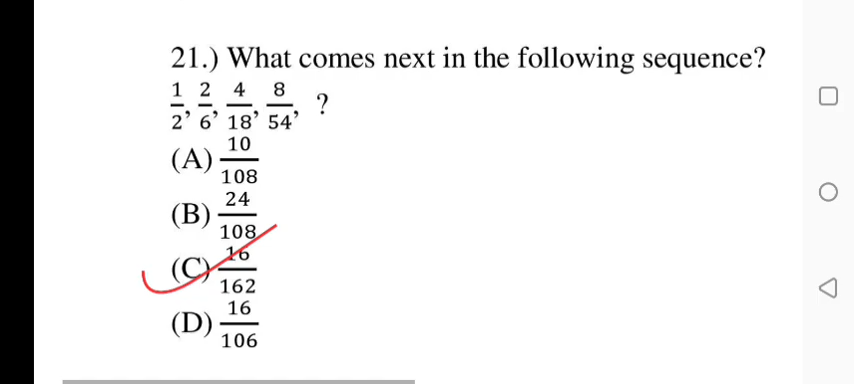 21.) What comes next in the following sequence?
1/2, 2/6, 4/18, 8/54, ?
(A) 10/108
(B) 24/108
(C) 16/162
(D) 16/106